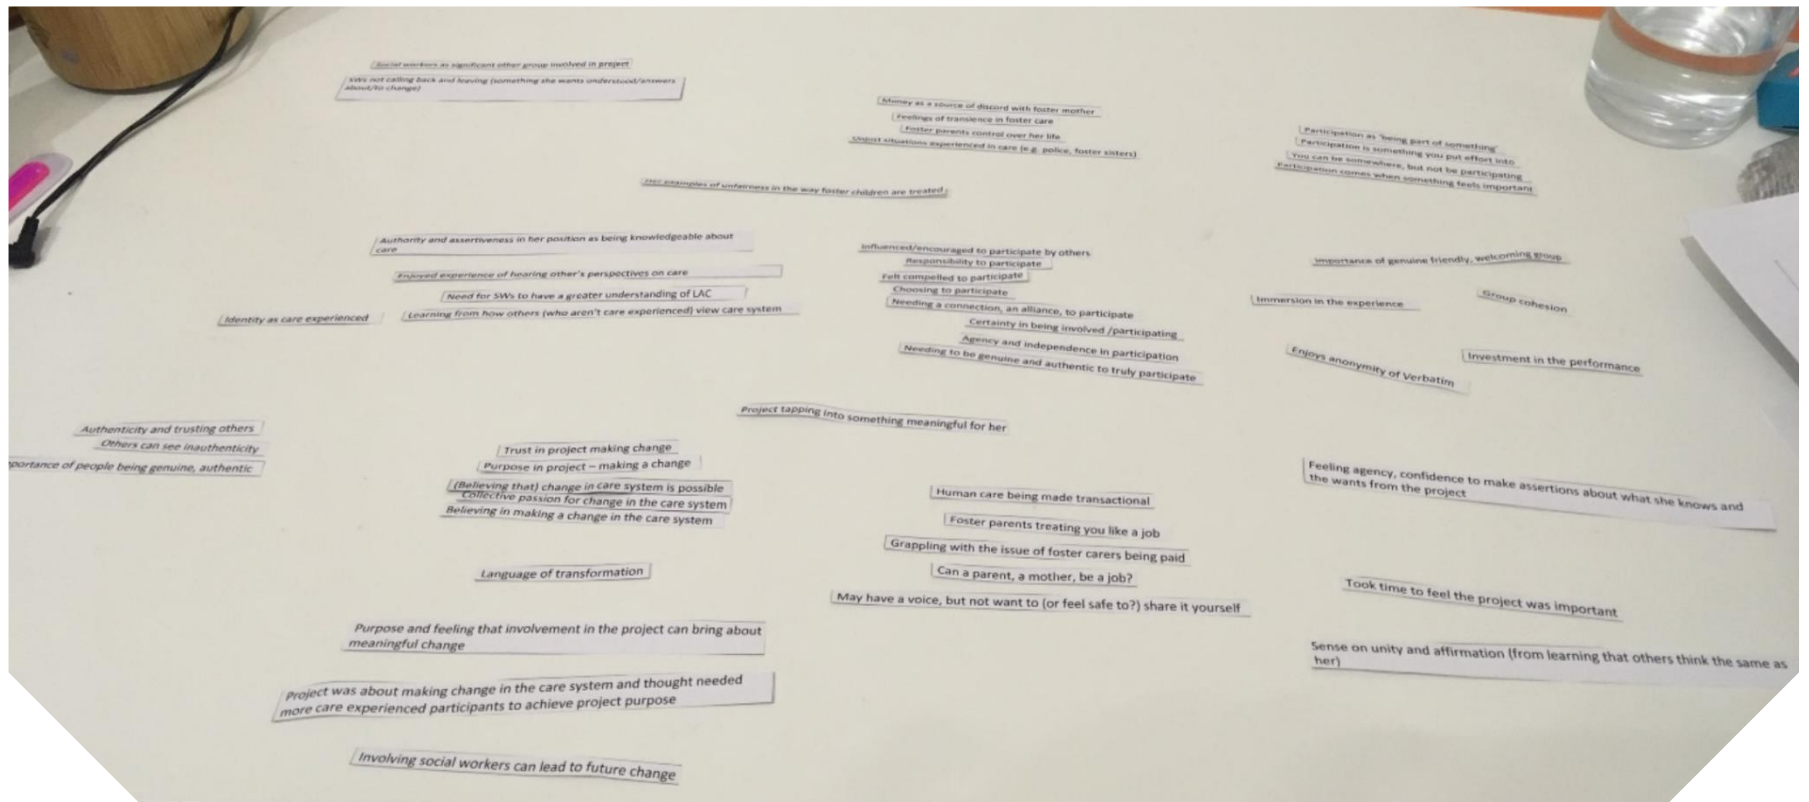 Social workers as significant other group involved in project
SWs not calling back and leaving (something she wants understood/answers
about/to change)
Money as a source of discord with foster mother
Feelings of transience in foster care
Foster parents control over her life
Unjust situations experienced in care (e.g. police, foster sisters)
Participation as 'being part of something'
Participation is something you put effort into
You can be somewhere, but not be participating
Participation comes when something feels important
examples of unfairness in the way foster children are treated
Authority and assertiveness in her position as being knowledgeable about
care
Enjoyed experience of hearing other's perspectives on care
Need for SWs to have a greater understanding of LAC
Learning from how others (who aren't care experienced) view care system
Identity as care experienced
Influenced/encouraged to participate by others
Responsibility to participate
Felt compelled to participate
Choosing to participate
Needing a connection, an alliance, to participate
Certainty in being involved /participating
Agency and independence in participation
Needing to be genuine and authentic to truly participate
Importance of genuine friendly, welcoming group
Immersion in the experience
Group cohesion
Enjoys anonymity of Verbatim
Investment in the performance
Project tapping into something meaningful for her
Authenticity and trusting others
Others can see inauthenticity
portance of people being genuine, authentic
Trust in project making change
Purpose in project – making a change
(Believing that) change in care system is possible
Collective passion for change in the care system
Believing in making a change in the care system
Language of transformation
Purpose and feeling that involvement in the project can bring about
meaningful change
Project was about making change in the care system and thought needed
more care experienced participants to achieve project purpose
Involving social workers can lead to future change
Human care being made transactional
Foster parents treating you like a job
Grappling with the issue of foster carers being paid
Can a parent, a mother, be a job?
May have a voice, but not want to (or feel safe to?) share it yourself
Feeling agency, confidence to make assertions about what she knows and
the wants from the project
Took time to feel the project was important
Sense on unity and affirmation (from learning that others think the same as
her)